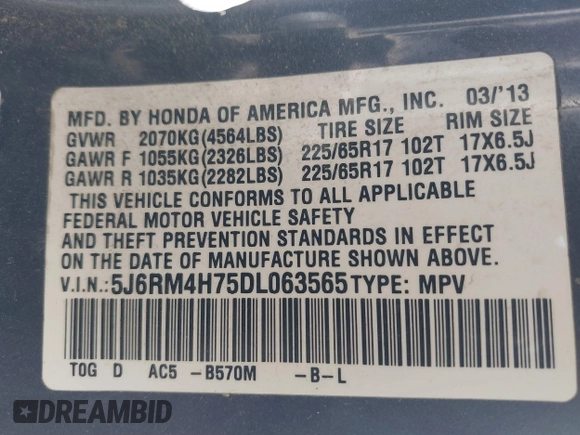 MFD. BY HONDA OF AMERICA MFG., INC. 03/'13
GVWR 2070KG(4564LBS) TIRE SIZE RIM SIZE
GAWR F 1055KG(2326LBS) 225/65R17 102T 17X6.5J
GAWR R 1035KG(2282LBS) 225/65R17 102T 17X6.5J
THIS VEHICLE CONFORMS TO ALL APPLICABLE
FEDERAL MOTOR VEHICLE SAFETY
AND THEFT PREVENTION STANDARDS IN EFFECT
ON THE DATE OF MANUFACTURE SHOWN ABOVE.
V.I.N.:5J6RM4H75DL063565 TYPE: MPV
TOG D AC5 -B570M -B-L
DREAMBID